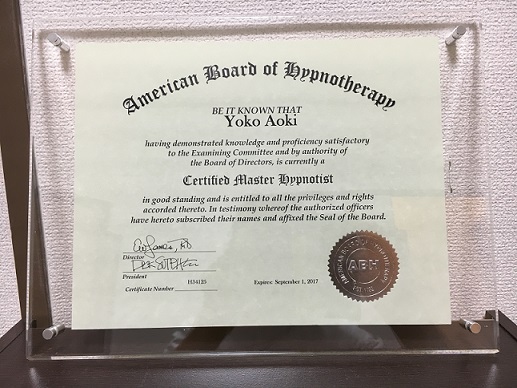 American Board of Hypnotherapy
BE IT KNOWN THAT
Yoko Aoki
having demonstrated knowledge and proficiency satisfactory
to the Examining Committee and by authority of
the Board of Directors, is currently a
Certified Master Hypnotist
in good standing and is entitled to all the privileges and rights
accorded thereto. In testimony whereof the authorized officers
have hereto subscribed their names and affixed the Seal of the Board.
Director
President
Certificate Number
Expires: September 1, 2017
ABH